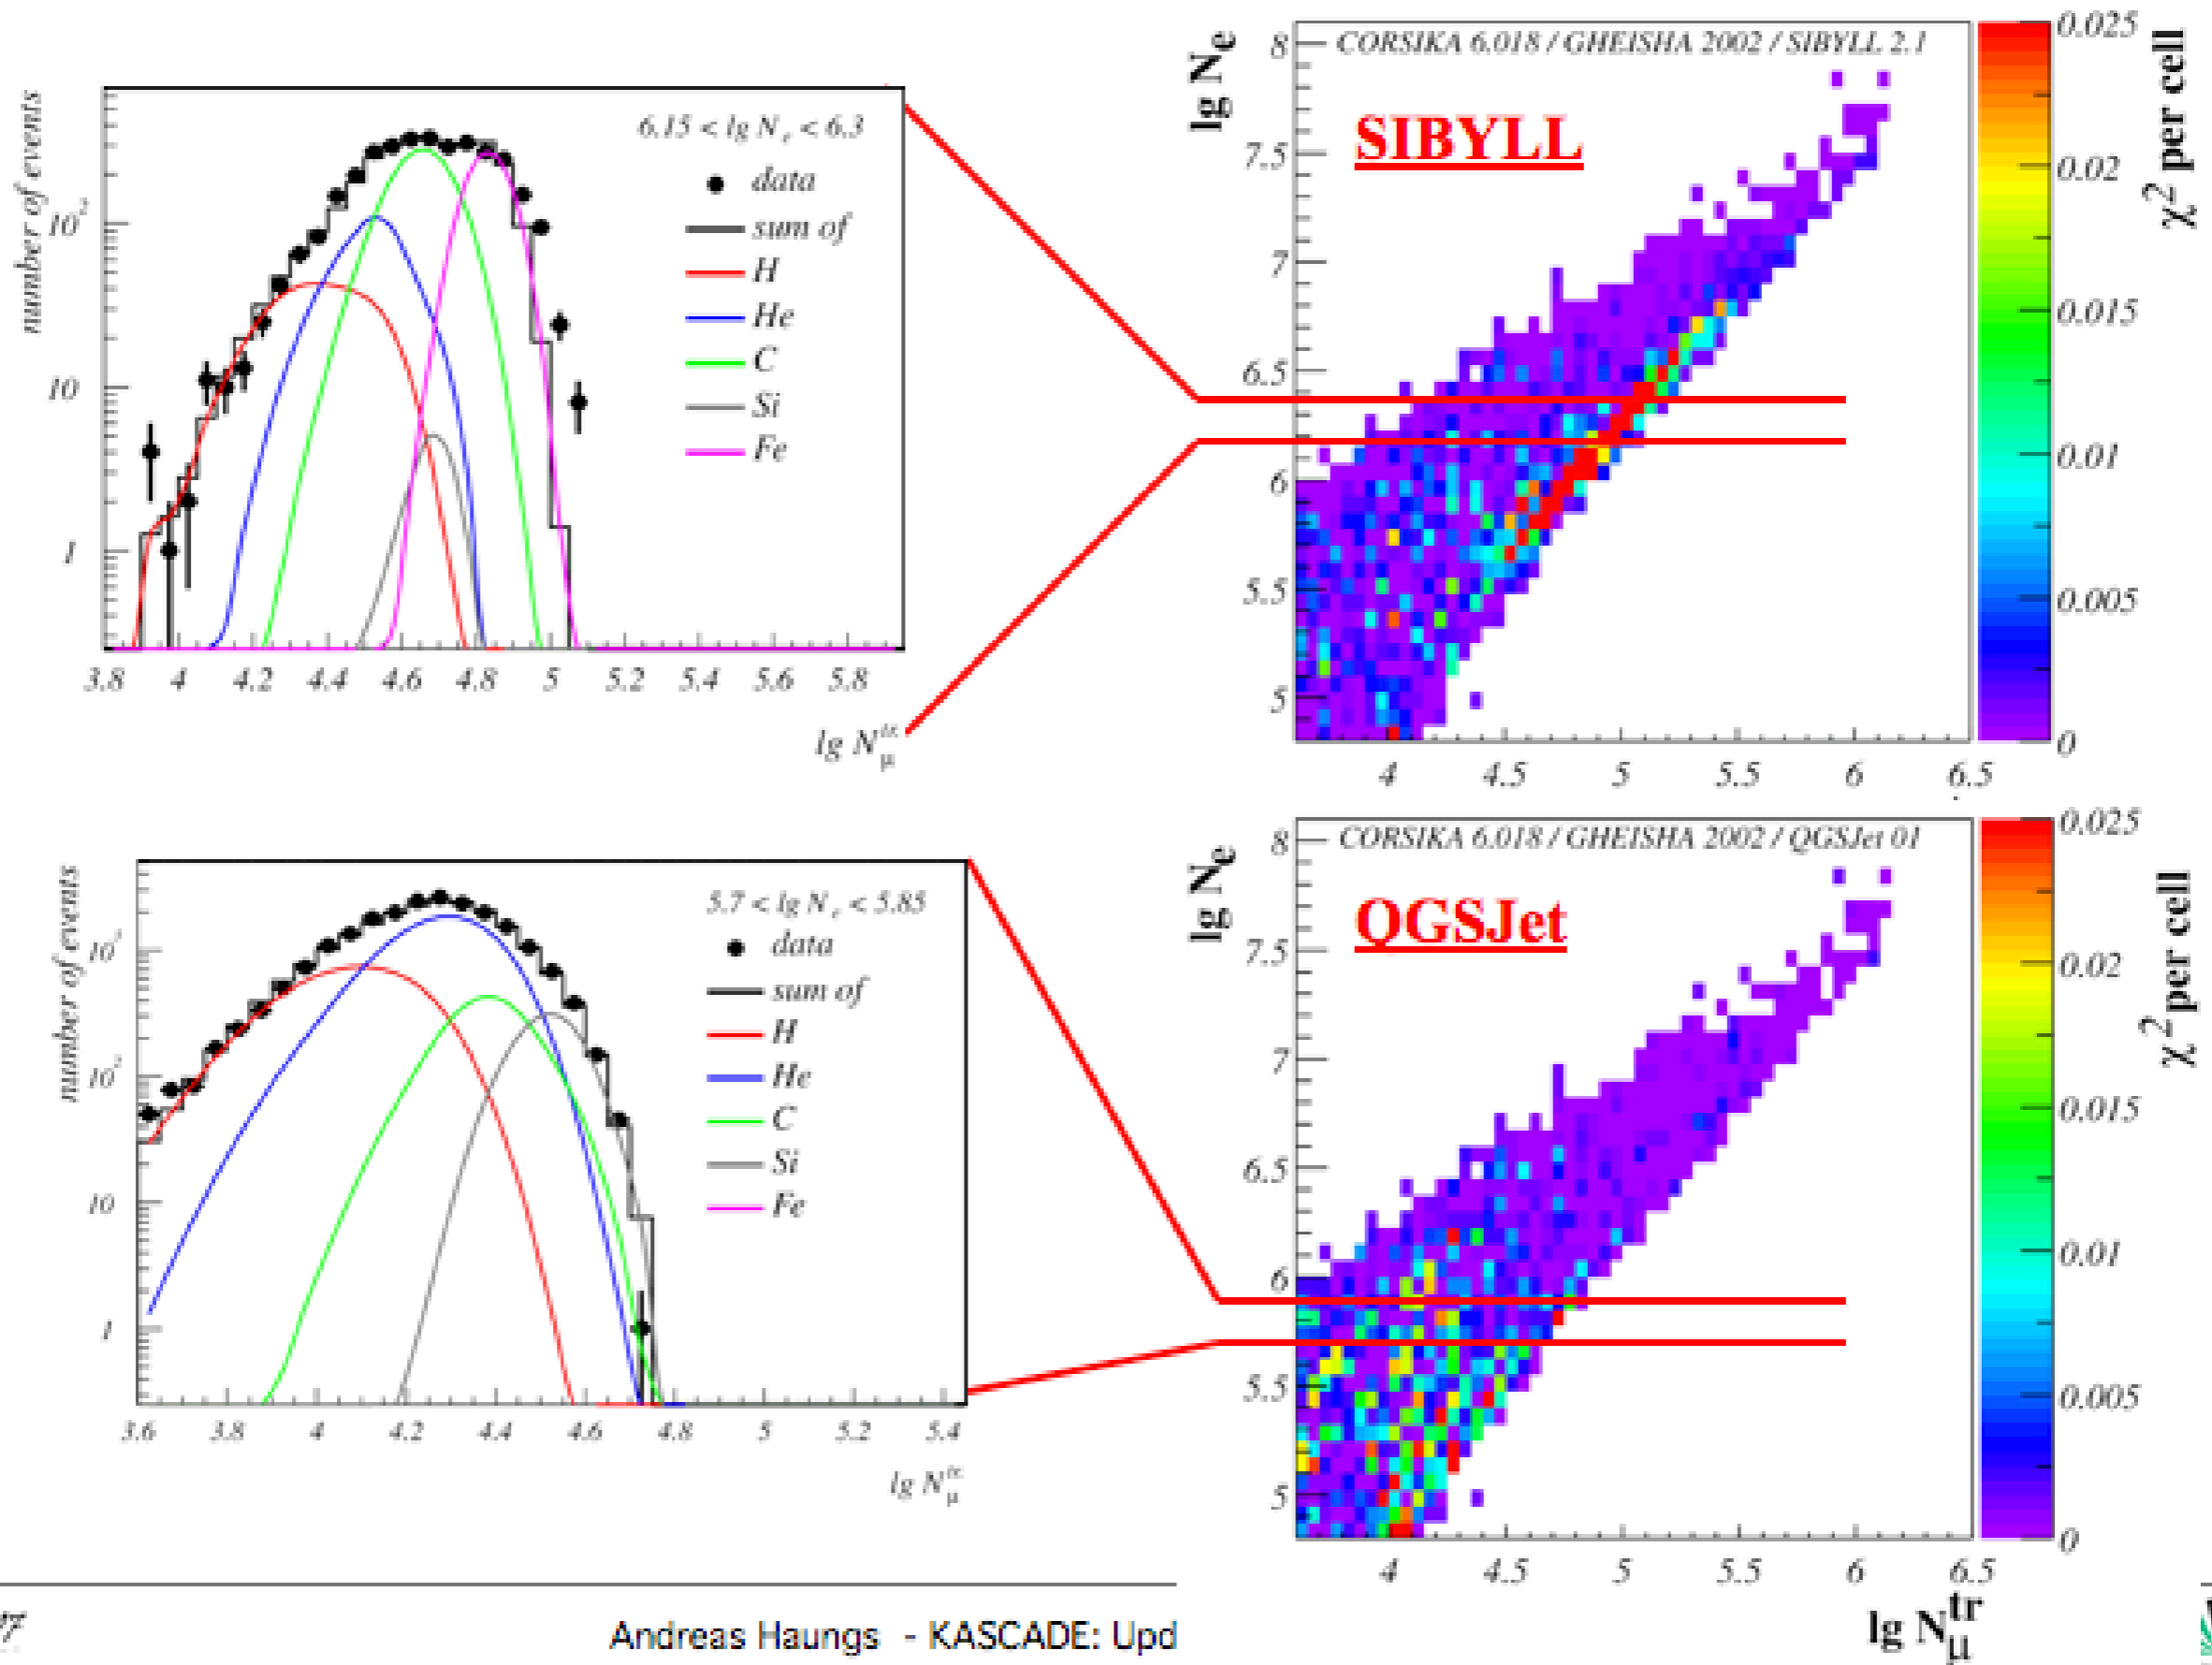 6.15 < lg N e < 6.3
data
sum of
H
He
C
Si
Fe
number of events
10²
10
1
3.8 4 4.2 4.4 4.6 4.8 5 5.2 5.4 5.6 5.8
lg N μ tr
CORSIKA 6.018 / GHEISHA 2002 / SIBYLL 2.1
SIBYLL
lg Ne
8
7.5
7
6.5
6
5.5
5
4 4.5 5 5.5 6 6.5
0.025
0.02
0.015
0.01
0.005
0
χ² per cell
5.7 < lg N e < 5.85
data
sum of
H
He
C
Si
Fe
number of events
10³
10²
10
1
3.6 3.8 4 4.2 4.4 4.6 4.8 5 5.2 5.4
lg N μ tr
CORSIKA 6.018 / GHEISHA 2002 / QGSJet 01
QGSJet
lg Ne
8
7.5
7
6.5
6
5.5
5
4 4.5 5 5.5 6 6.5
lg N μ tr
0.025
0.02
0.015
0.01
0.005
0
χ² per cell
Andreas Haungs - KASCADE: Upd